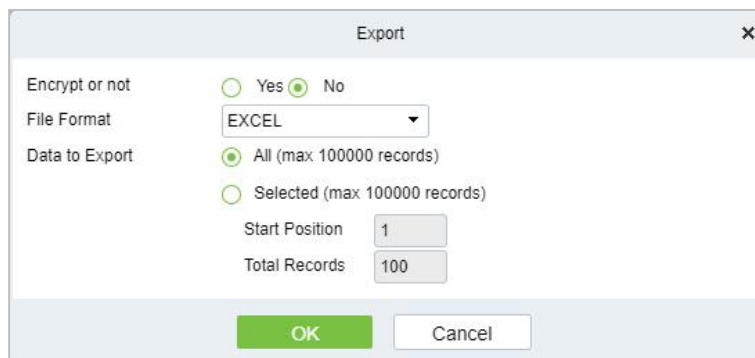 Export
Encrypt or not Yes No
File Format EXCEL
Data to Export All (max 100000 records)
Selected (max 100000 records)
Start Position 1
Total Records 100
OK Cancel